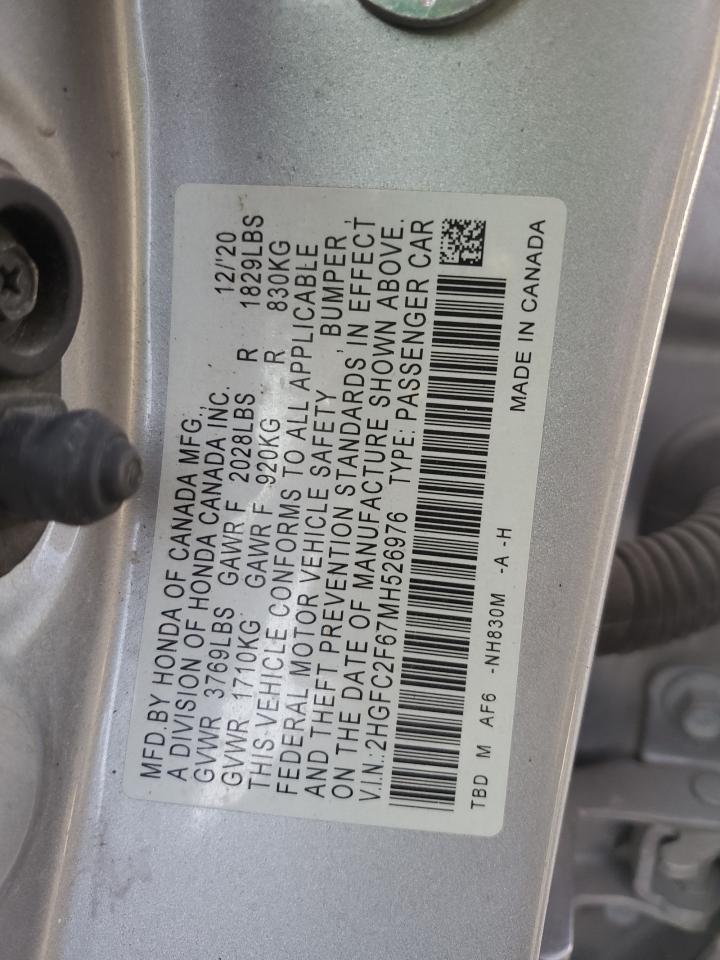 MFD.BY HONDA OF CANADA MFG.,
A DIVISION OF HONDA CANADA INC. 12/'20
GVWR 3769LBS GAWR F 2028LBS R 1829LBS
GVWR 1710KG GAWR F 920KG R 830KG
THIS VEHICLE CONFORMS TO ALL APPLICABLE
FEDERAL MOTOR VEHICLE SAFETY, BUMPER,
AND THEFT PREVENTION STANDARDS IN EFFECT
ON THE DATE OF MANUFACTURE SHOWN ABOVE.
V.I.N.:2HGFC2F67MH526976 TYPE: PASSENGER CAR
TBD M AF6 -NH830M -A -H
MADE IN CANADA